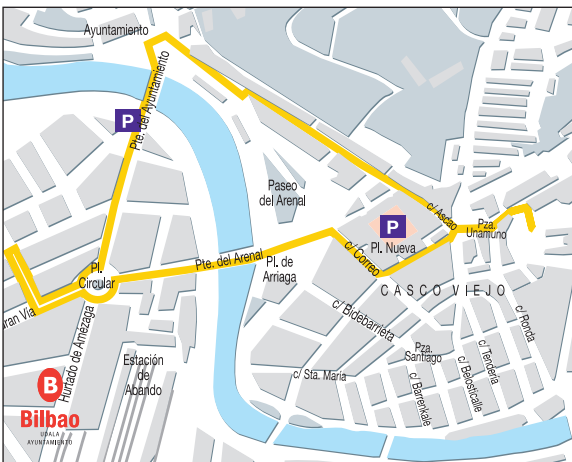 Ayuntamiento
P
Pte. del Ayuntamiento
Paseo
del Arenal
c/ Ascao
Pza.
Unamuno
P
Pl. Nueva
Pte. del Arenal
Pl. de
Arriaga
c/ Correo
Pl.
Circular
CASCO VIEJO
uran Vía
Hurtado de Amézaga
c/ Bidebarrieta
c/ Ronda
Pza.
Santiago
c/ Tendería
c/ Belosticalle
c/ Barrenkale
c/ Sta. María
Estación
de
Abando
B
Bilbao
UDALA
AYUNTAMIENTO